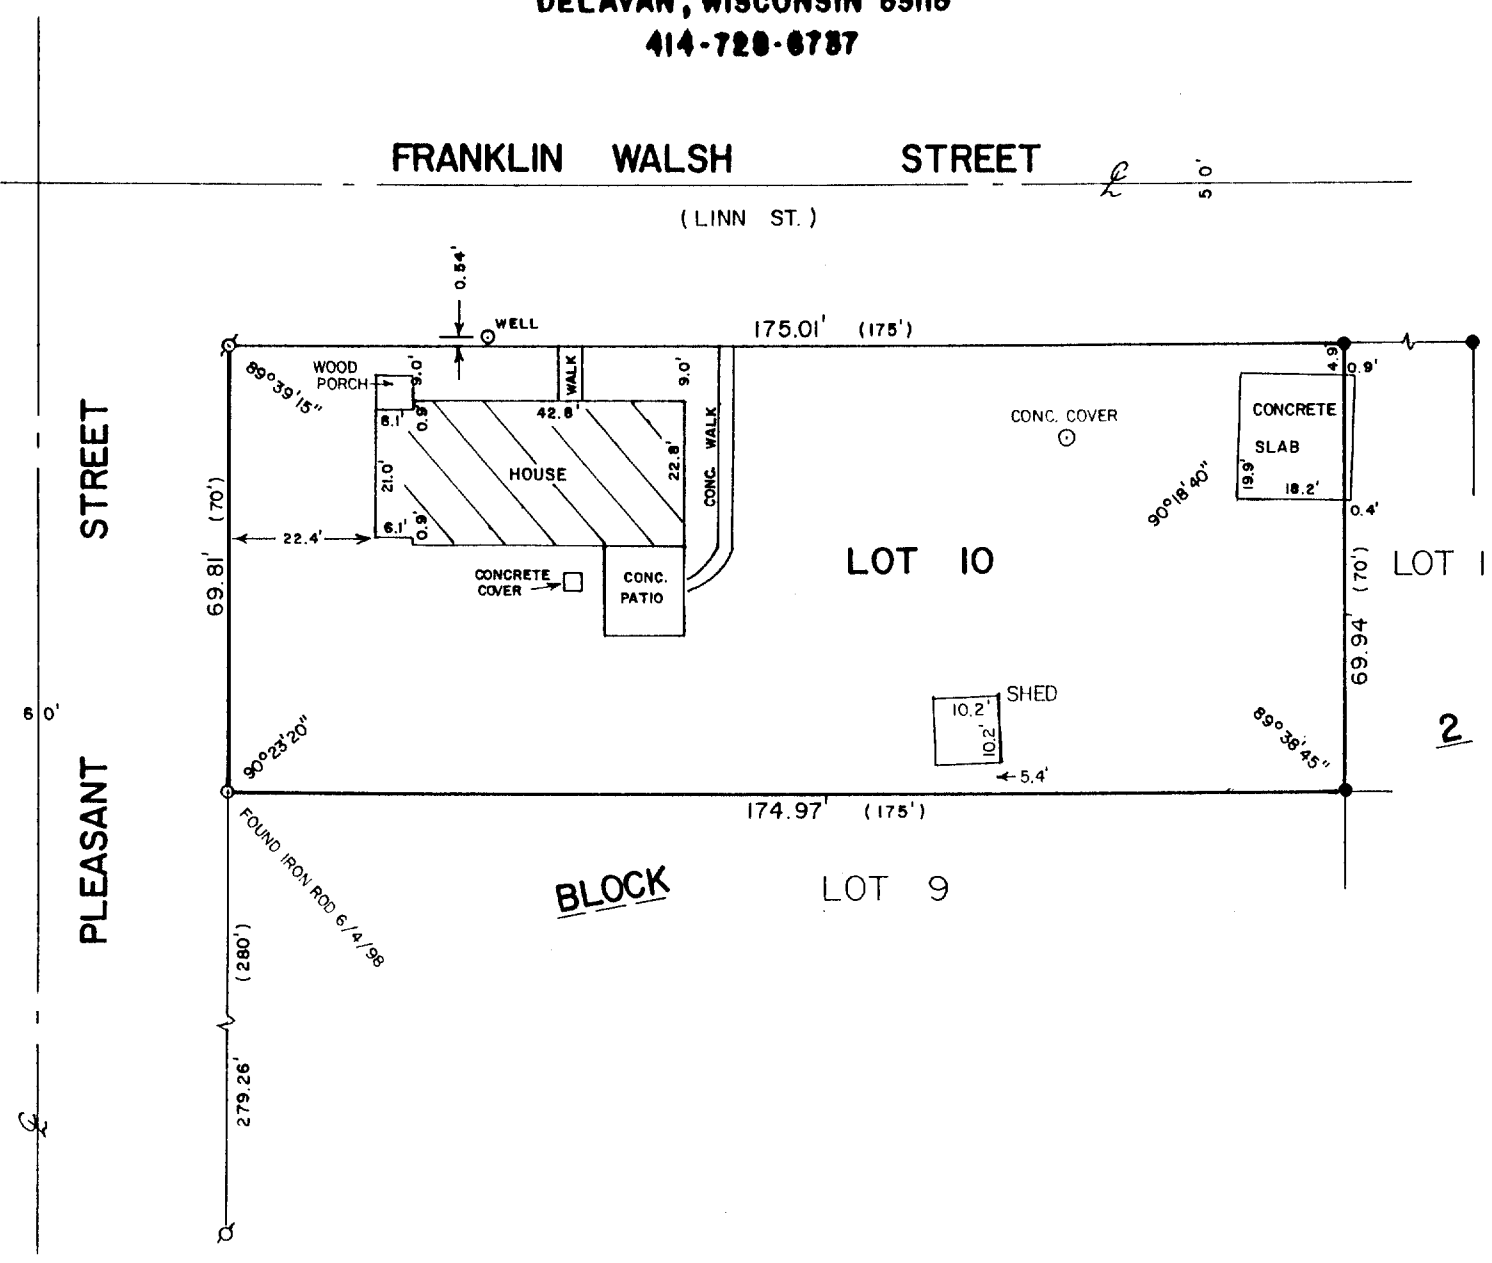 DELAVAN, WISCONSIN 53115
414-728-6787
FRANKLIN WALSH STREET
℄
50'
(LINN ST.)
0.54'
WELL
175.01' (175')
89°39'15"
WOOD
PORCH
9.0'
WALK
9.0'
4.9'
0.9'
6.1'
0.9'
42.8'
CONC. WALK
CONC. COVER
CONCRETE
SLAB
19.9'
18.2'
0.4'
21.0'
HOUSE
22.8'
90°18'40"
STREET
69.81' (70')
22.4'
6.1'
0.9'
LOT 10
(70')
69.94'
LOT 1
CONCRETE
COVER
CONC.
PATIO
60'
90°23'20"
SHED
10.2'
10.2'
5.4'
89°38'45"
2
PLEASANT
174.97' (175')
FOUND IRON ROD 6/4/98
BLOCK
LOT 9
(280')
279.26'
℄